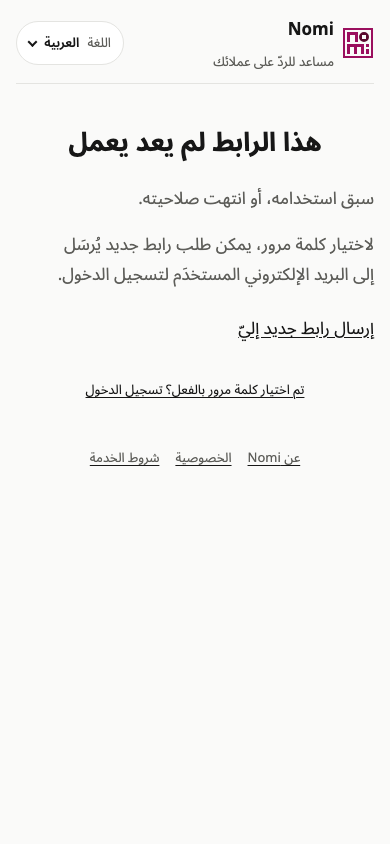 Nomi
مساعد للردّ على عملائك
اللغة العربية
هذا الرابط لم يعد يعمل
سبق استخدامه، أو انتهت صلاحيته.
لاختيار كلمة مرور، يمكن طلب رابط جديد يُرسَل
إلى البريد الإلكتروني المستخدَم لتسجيل الدخول.
إرسال رابط جديد إليّ
تم اختيار كلمة مرور بالفعل؟ تسجيل الدخول
عن Nomi الخصوصية شروط الخدمة